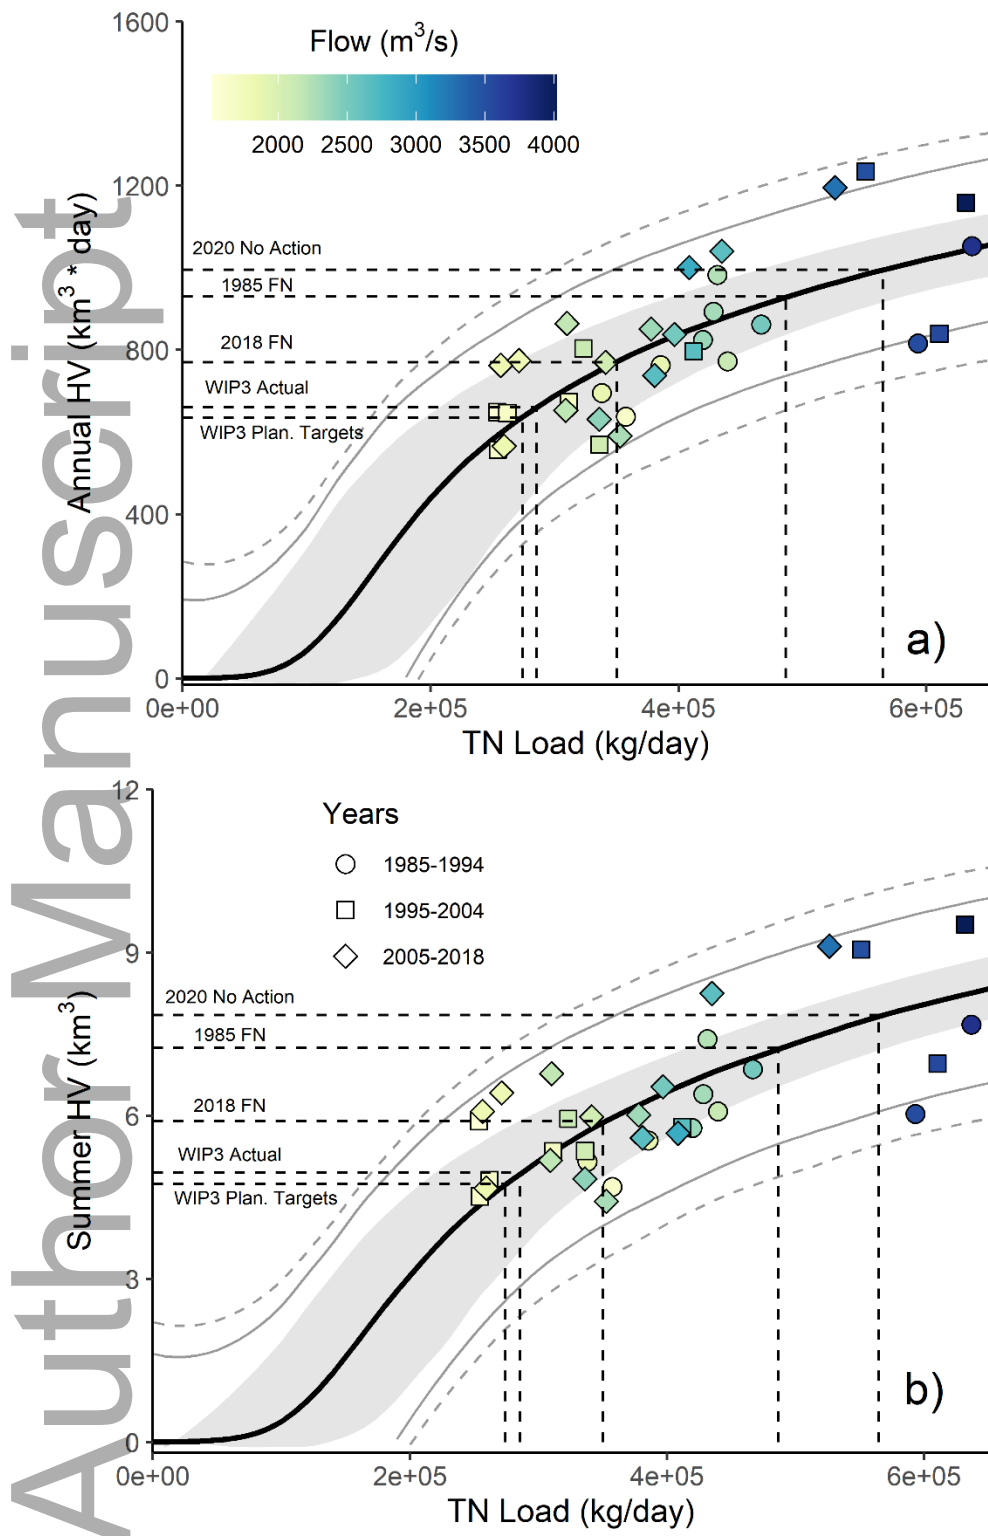 Author Manuscript
1600
1200
800
400
0
Annual HV (km³ * day)
Flow (m³/s)
2000 2500 3000 3500 4000
2020 No Action
1985 FN
2018 FN
WIP3 Actual
WIP3 Plan. Targets
a)
0e+00 2e+05 4e+05 6e+05
TN Load (kg/day)
12
9
6
3
0
Summer HV (km³)
Years
1985-1994
1995-2004
2005-2018
2020 No Action
1985 FN
2018 FN
WIP3 Actual
WIP3 Plan. Targets
b)
0e+00 2e+05 4e+05 6e+05
TN Load (kg/day)